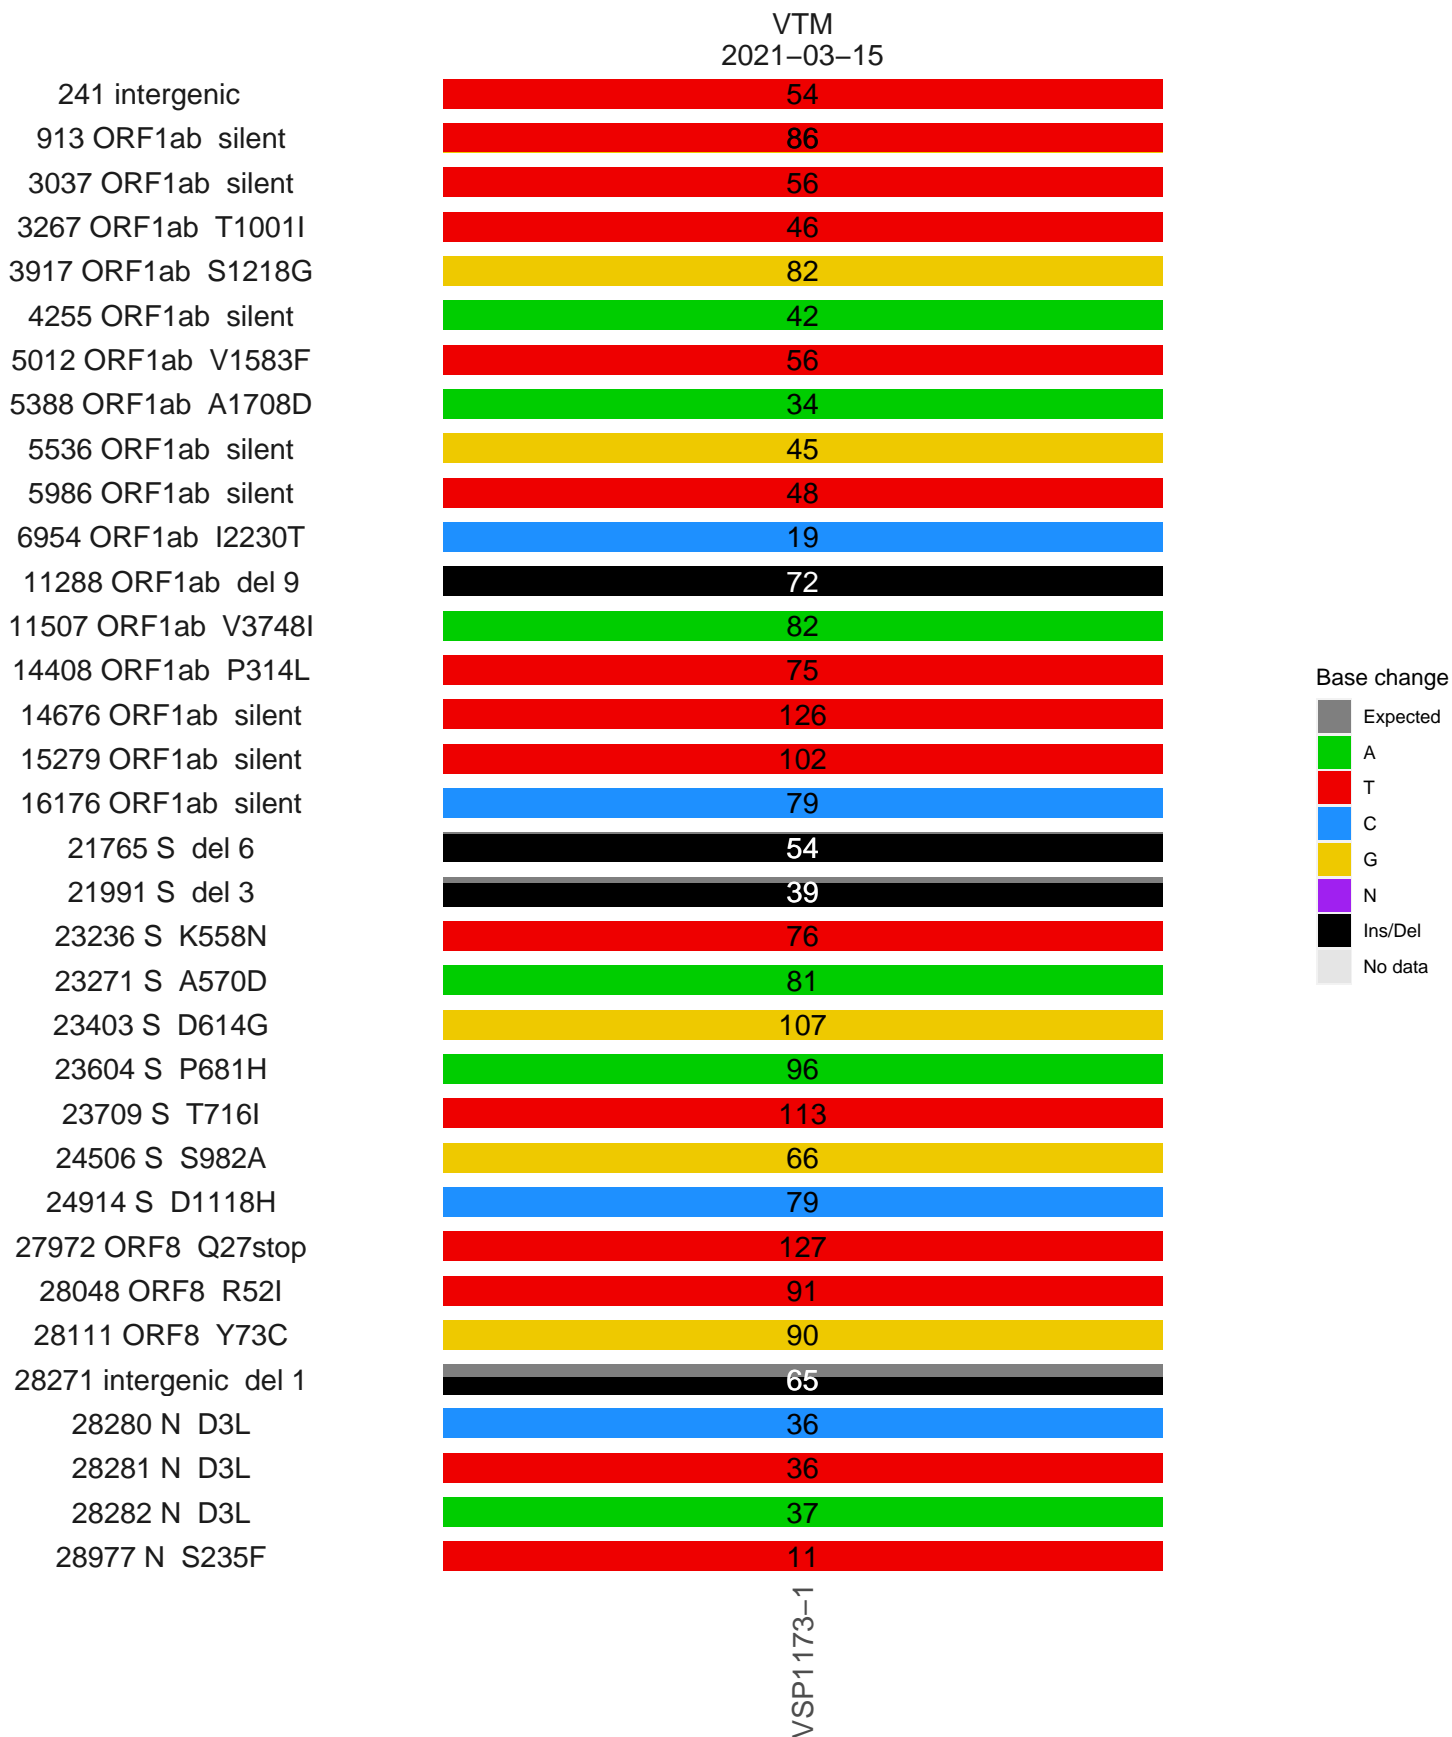 VTM
2021−03−15
241 intergenic 54
913 ORF1ab silent 86
3037 ORF1ab silent 56
3267 ORF1ab T1001I 46
3917 ORF1ab S1218G 82
4255 ORF1ab silent 42
5012 ORF1ab V1583F 56
5388 ORF1ab A1708D 34
5536 ORF1ab silent 45
5986 ORF1ab silent 48
6954 ORF1ab I2230T 19
11288 ORF1ab del 9 72
11507 ORF1ab V3748I 82
14408 ORF1ab P314L 75
14676 ORF1ab silent 126
15279 ORF1ab silent 102
16176 ORF1ab silent 79
21765 S del 6 54
21991 S del 3 39
23236 S K558N 76
23271 S A570D 81
23403 S D614G 107
23604 S P681H 96
23709 S T716I 113
24506 S S982A 66
24914 S D1118H 79
27972 ORF8 Q27stop 127
28048 ORF8 R52I 91
28111 ORF8 Y73C 90
28271 intergenic del 1 65
28280 N D3L 36
28281 N D3L 36
28282 N D3L 37
28977 N S235F 11
VSP1173−1
Base change
Expected
A
T
C
G
N
Ins/Del
No data